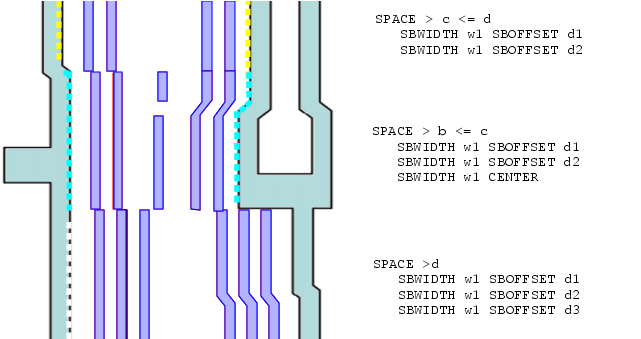 SPACE > c <= d
SBWIDTH w1 SBOFFSET d1
SBWIDTH w1 SBOFFSET d2
SPACE > b <= c
SBWIDTH w1 SBOFFSET d1
SBWIDTH w1 SBOFFSET d2
SBWIDTH w1 CENTER
SPACE >d
SBWIDTH w1 SBOFFSET d1
SBWIDTH w1 SBOFFSET d2
SBWIDTH w1 SBOFFSET d3